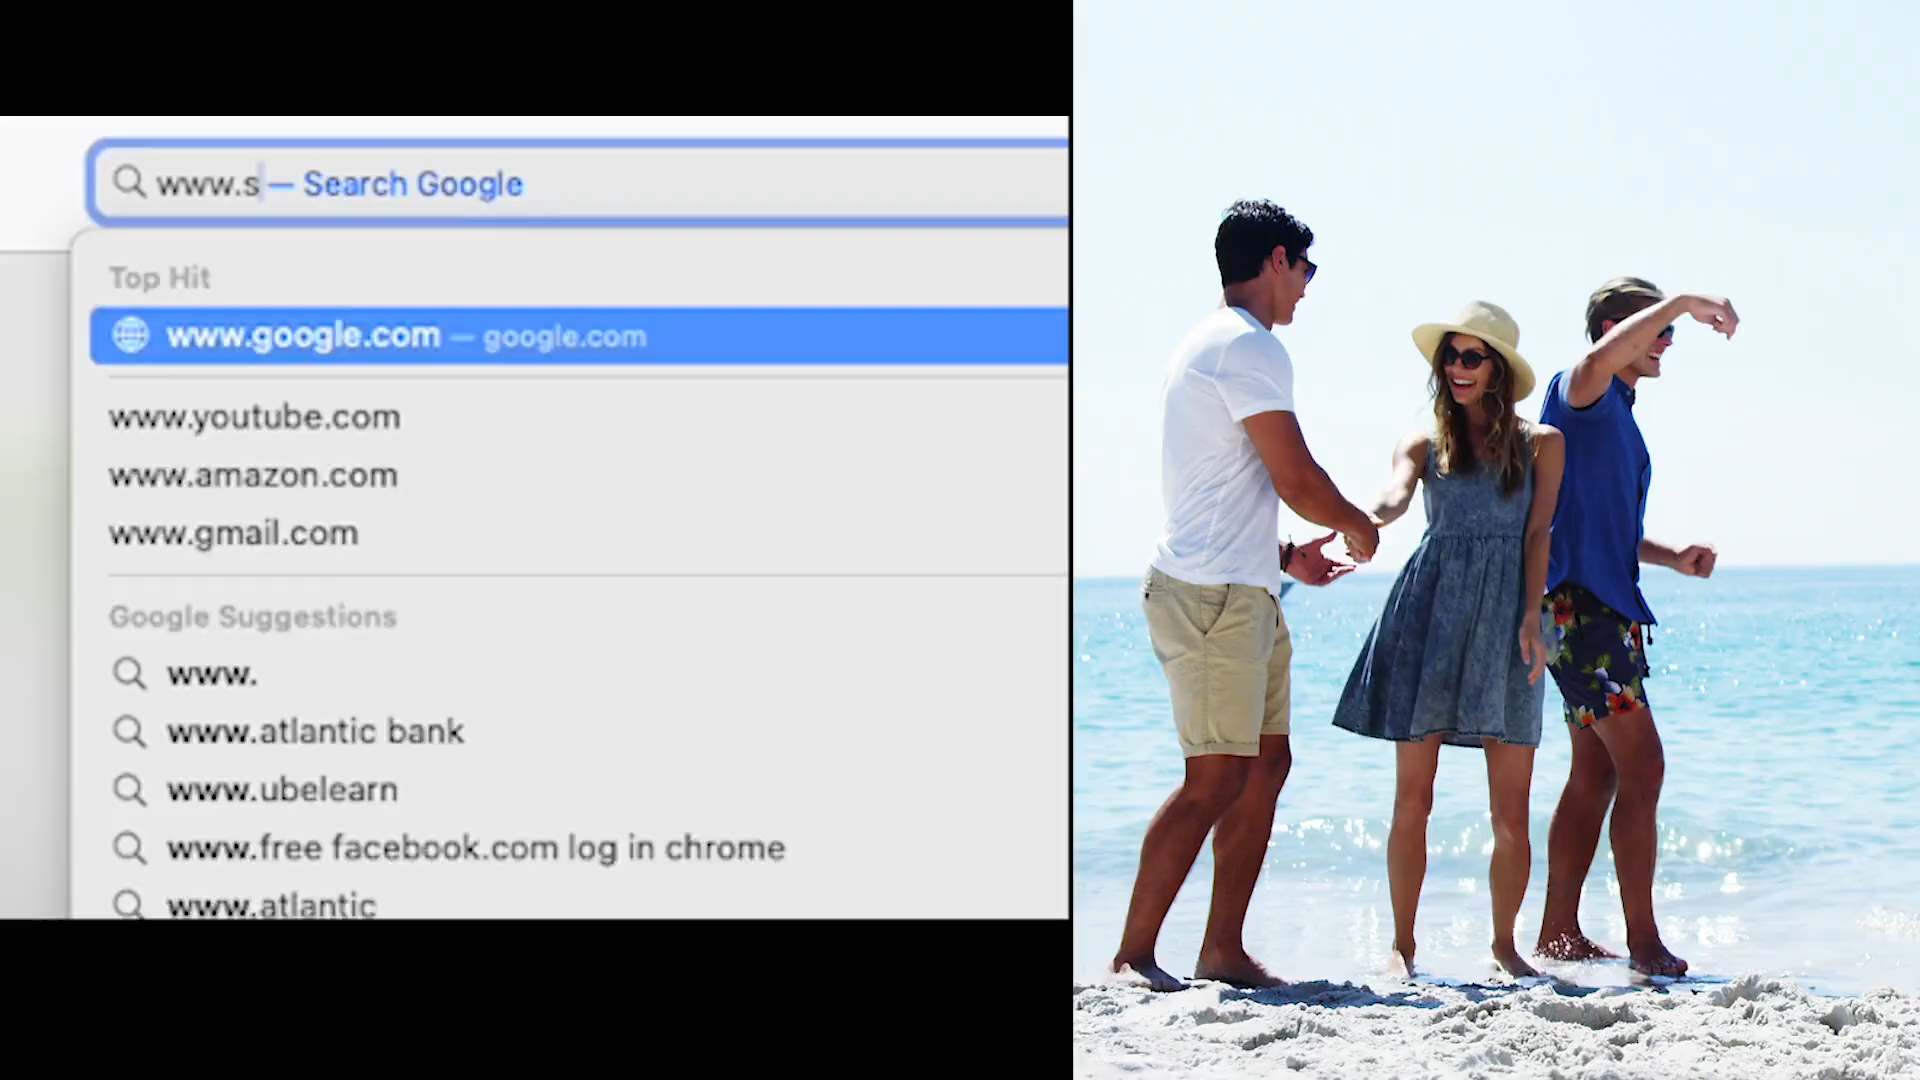 www.s — Search Google
Top Hit
www.google.com — google.com
www.youtube.com
www.amazon.com
www.gmail.com
Google Suggestions
www.
www.atlantic bank
www.ubelearn
www.free facebook.com log in chrome
www.atlantic